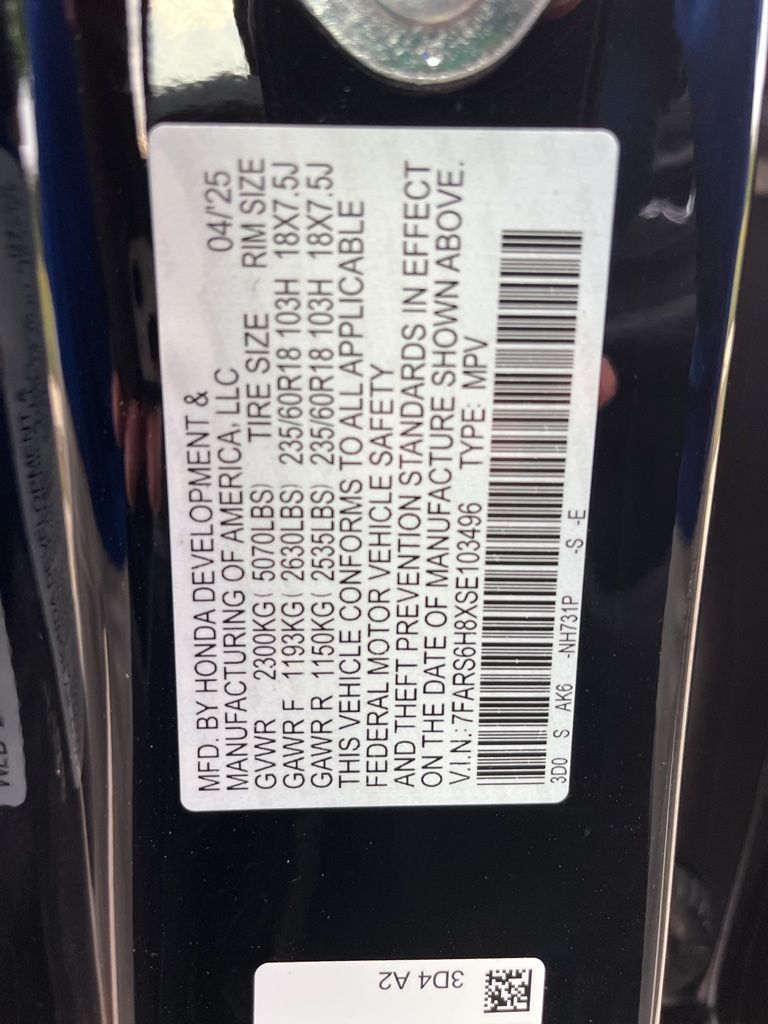 MFD. BY HONDA DEVELOPMENT &
MANUFACTURING OF AMERICA, LLC 04/'25
GVWR 2300KG( 5070LBS) TIRE SIZE RIM SIZE
GAWR F 1193KG( 2630LBS) 235/60R18 103H 18X7.5J
GAWR R 1150KG( 2535LBS) 235/60R18 103H 18X7.5J
THIS VEHICLE CONFORMS TO ALL APPLICABLE
FEDERAL MOTOR VEHICLE SAFETY
AND THEFT PREVENTION STANDARDS IN EFFECT
ON THE DATE OF MANUFACTURE SHOWN ABOVE.
V.I.N.: 7FARS6H8XSE103496 TYPE: MPV
3D0 S AK6 -NH731P -S -E
3D4 A2